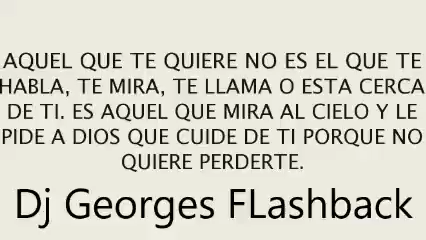 AQUEL QUE TE QUIERE NO ES EL QUE TE
HABLA, TE MIRA, TE LLAMA O ESTA CERCA
DE TI. ES AQUEL QUE MIRA AL CIELO Y LE
PIDE A DIOS QUE CUIDE DE TI PORQUE NO
QUIERE PERDERTE.
Dj Georges FLashback